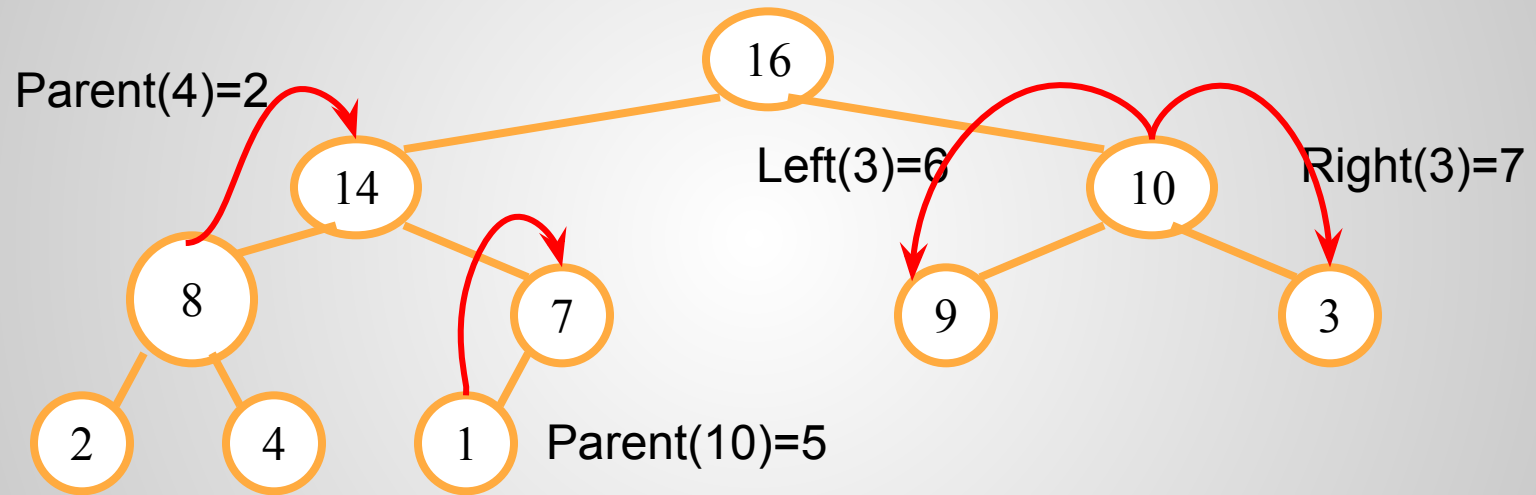 16
Parent(4)=2
14
Left(3)=6
10
Right(3)=7
8
7
9
3
2
4
1
Parent(10)=5